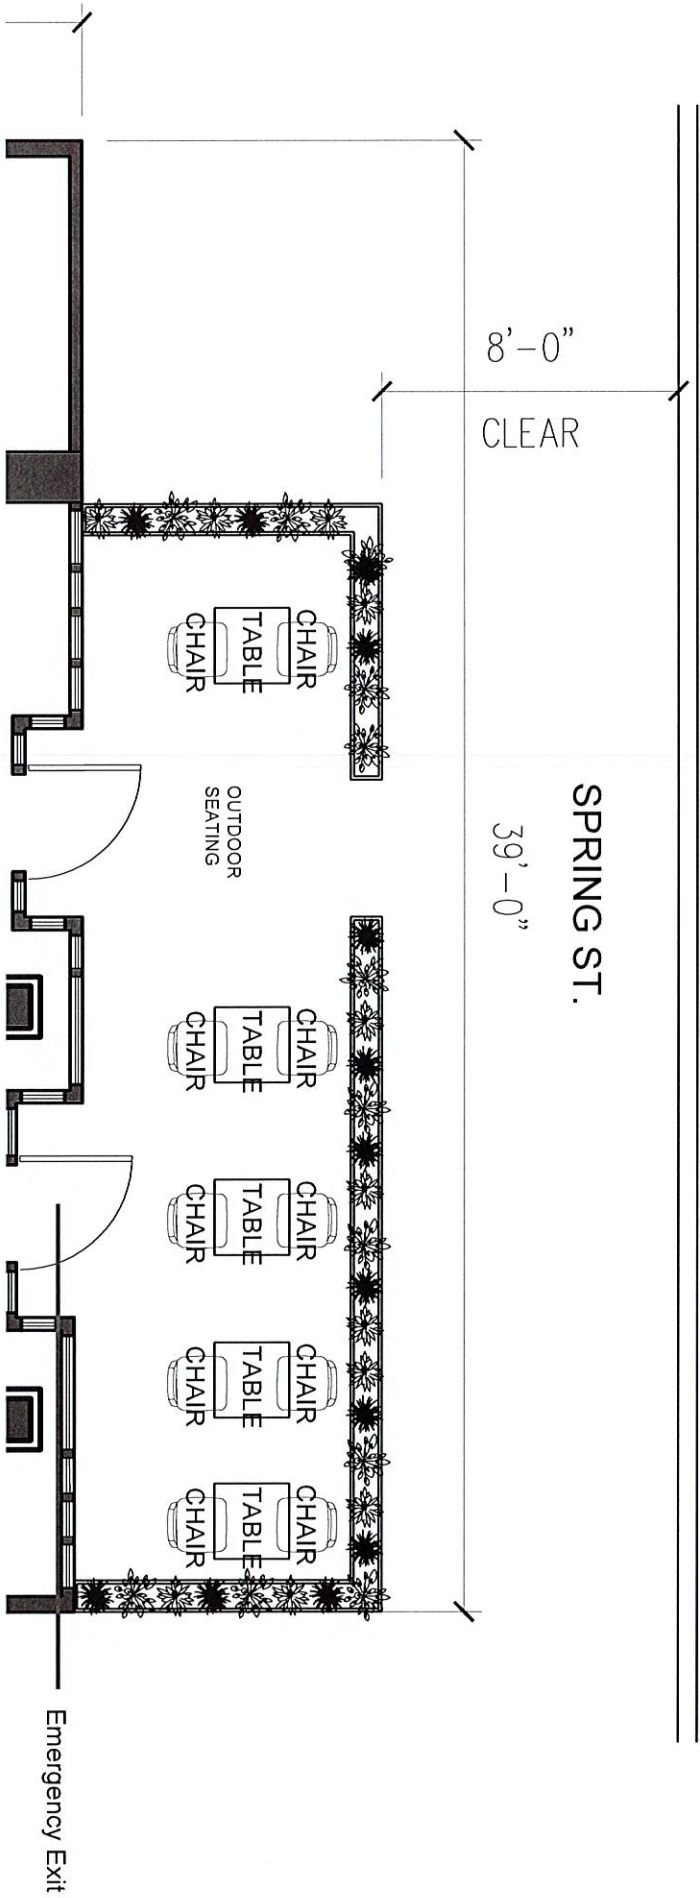 8'-0"
CLEAR
SPRING ST.
39'-0"
OUTDOOR
SEATING
CHAIR
TABLE
CHAIR
CHAIR
TABLE
CHAIR
CHAIR
TABLE
CHAIR
CHAIR
TABLE
CHAIR
CHAIR
TABLE
CHAIR
Emergency Exit